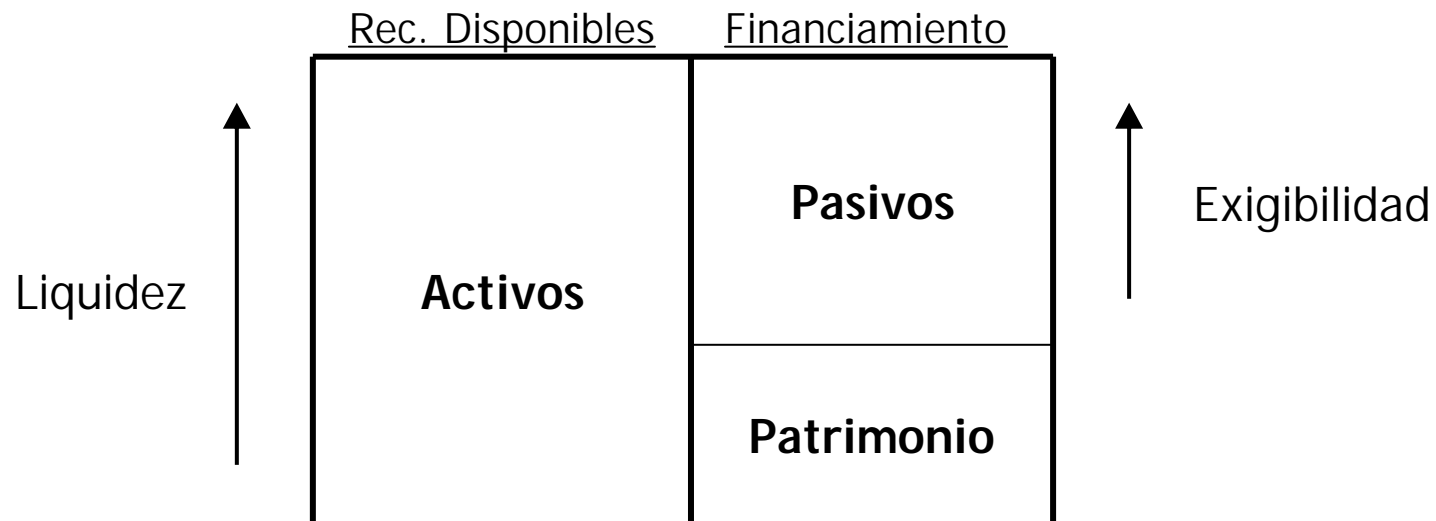 Rec. Disponibles Financiamiento
Pasivos
Exigibilidad
Liquidez
Activos
Patrimonio